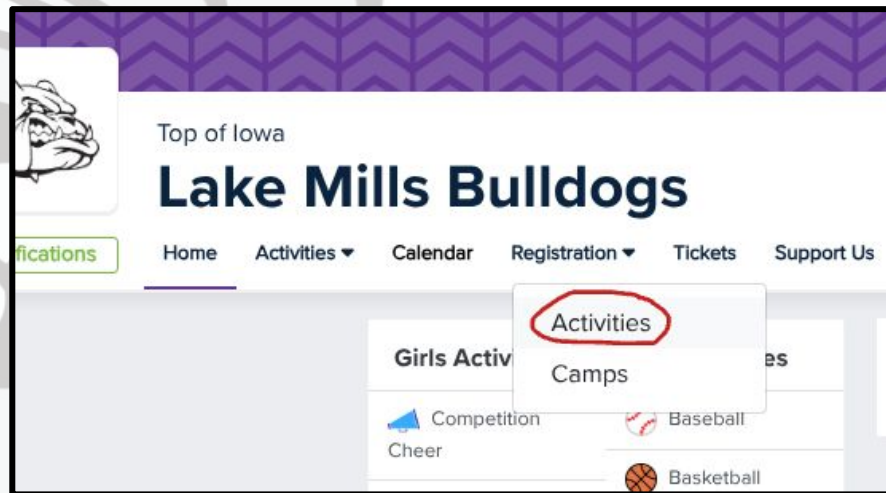 Top of Iowa
Lake Mills Bulldogs
fications
Home Activities Calendar Registration Tickets Support Us
Activities
Camps
Girls Activ
es
Competition
Cheer
Baseball
Basketball